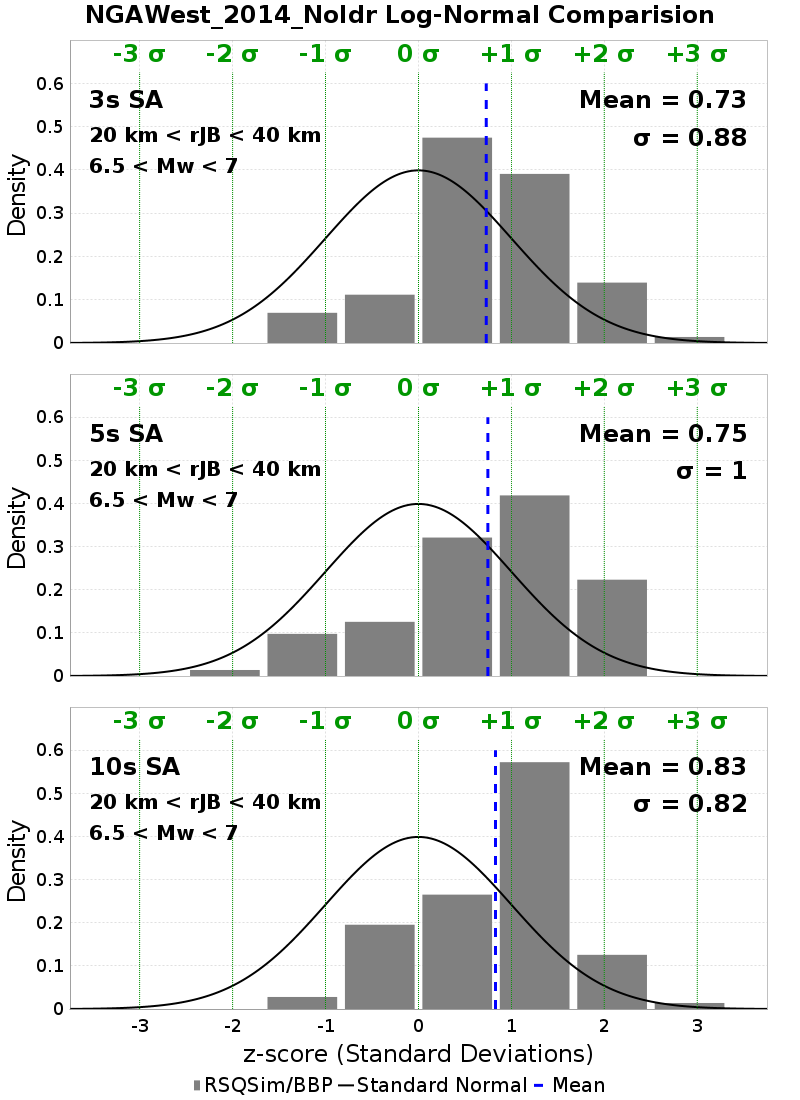 NGAWest_2014_NoIdr Log-Normal Comparision
-3 σ -2 σ -1 σ 0 σ +1 σ +2 σ +3 σ
0.6
3s SA Mean = 0.73
0.5
20 km < rJB < 40 km σ = 0.88
6.5 < Mw < 7
0.4
Density
0.3
0.2
0.1
0
-3 σ -2 σ -1 σ 0 σ +1 σ +2 σ +3 σ
0.6
5s SA Mean = 0.75
0.5
20 km < rJB < 40 km σ = 1
6.5 < Mw < 7
0.4
Density
0.3
0.2
0.1
0
-3 σ -2 σ -1 σ 0 σ +1 σ +2 σ +3 σ
0.6
10s SA Mean = 0.83
0.5
20 km < rJB < 40 km σ = 0.82
6.5 < Mw < 7
0.4
Density
0.3
0.2
0.1
0
-3 -2 -1 0 1 2 3
z-score (Standard Deviations)
RSQSim/BBP Standard Normal Mean